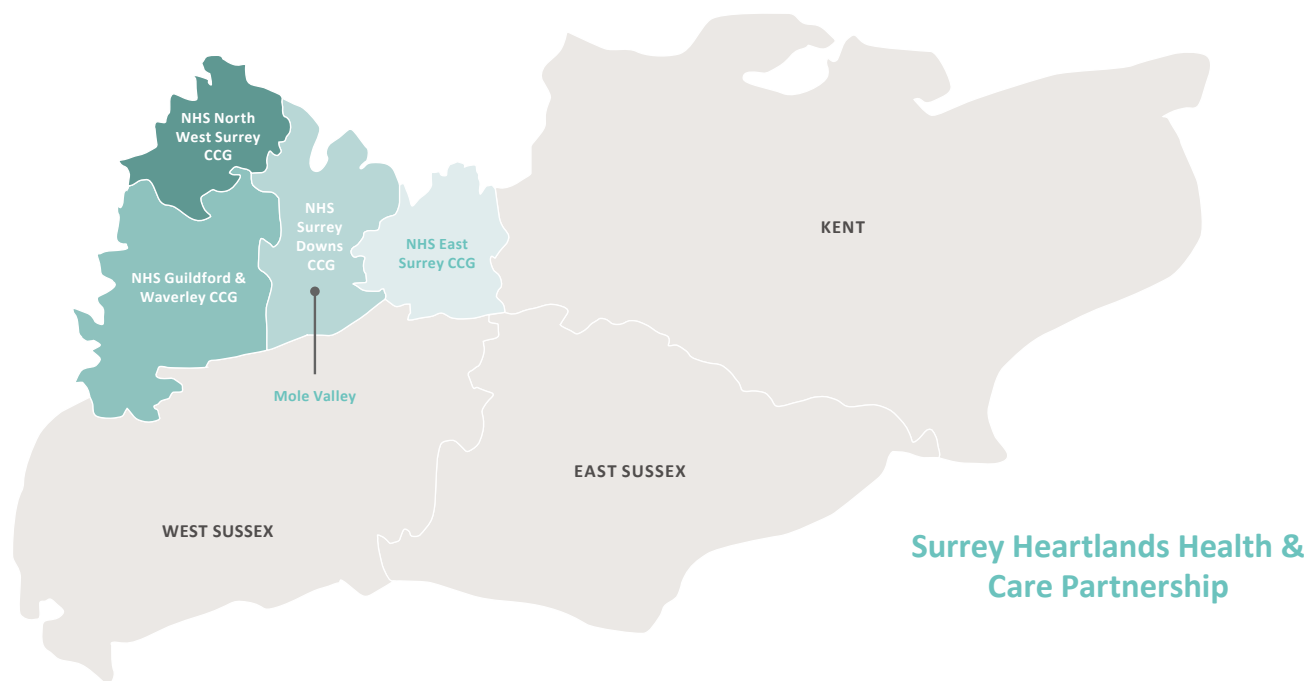 NHS North
West Surrey
CCG
NHS
Surrey
Downs
CCG
NHS East
Surrey CCG
NHS Guildford &
Waverley CCG
Mole Valley
KENT
EAST SUSSEX
WEST SUSSEX
Surrey Heartlands Health &
Care Partnership